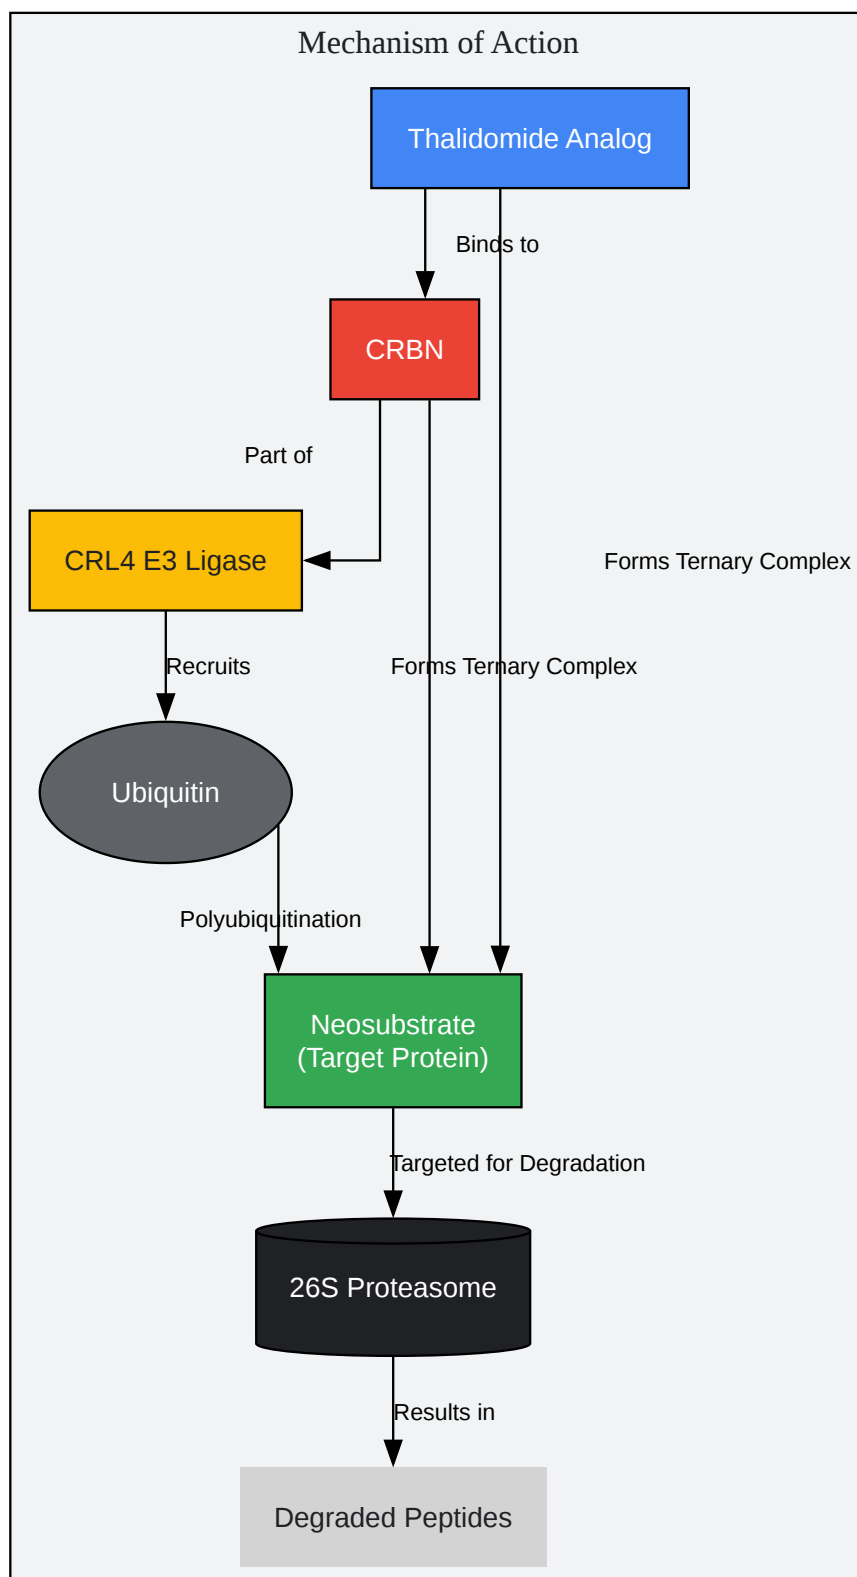 Mechanism of Action
Thalidomide Analog
Binds to
CRBN
Part of
CRL4 E3 Ligase
Forms Ternary Complex
Recruits
Forms Ternary Complex
Ubiquitin
Polyubiquitination
Neosubstrate
(Target Protein)
Targeted for Degradation
26S Proteasome
Results in
Degraded Peptides